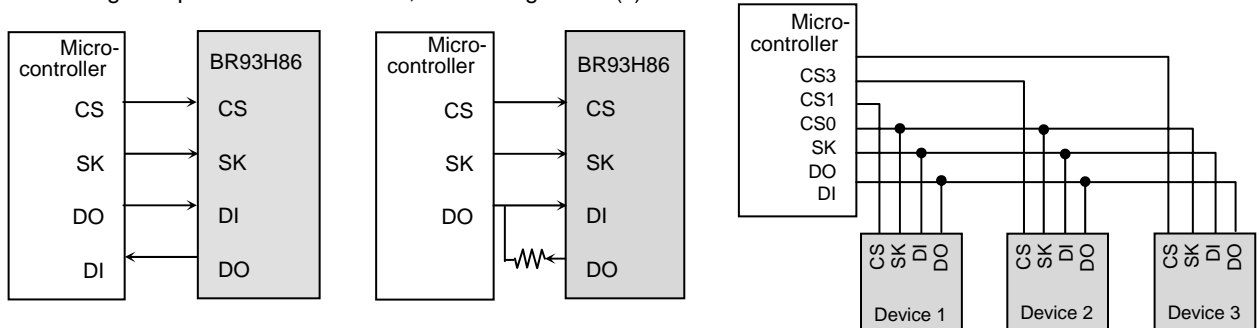 Micro-
controller
CS
SK
DO
DI
BR93H86
CS
SK
DI
DO
Micro-
controller
CS
SK
DO
BR93H86
CS
SK
DI
DO
Micro-
controller
CS3
CS1
CS0
SK
DO
DI
CS
SK
DI
DO
Device 1
CS
SK
DI
DO
Device 2
CS
SK
DI
DO
Device 3